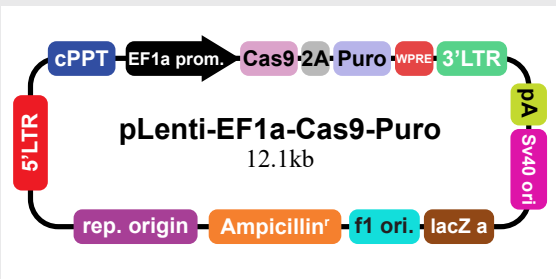 cPPT
EF1a prom.
Cas9
2A
Puro
WPRE
3'LTR
pA
Sv40 ori
5'LTR
pLenti-EF1a-Cas9-Puro
12.1kb
rep. origin
Ampicillinʳ
f1 ori.
lacZ a